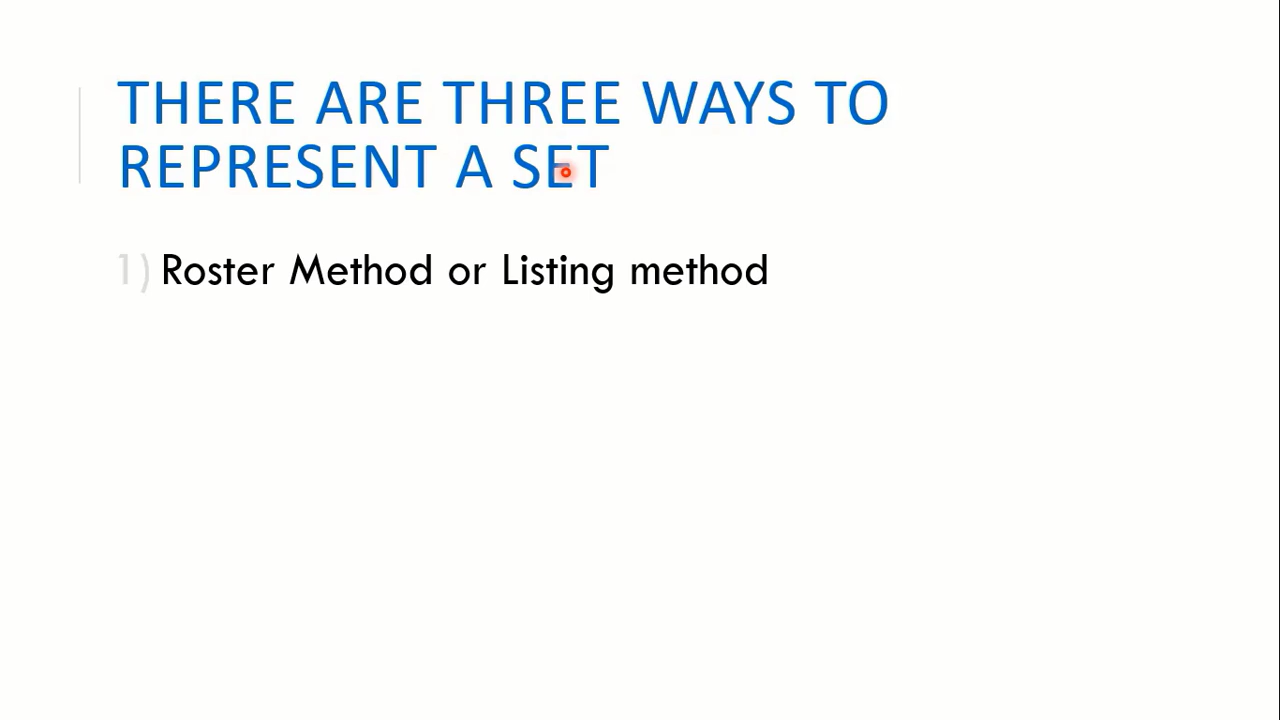 THERE ARE THREE WAYS TO
REPRESENT A SET
1) Roster Method or Listing method